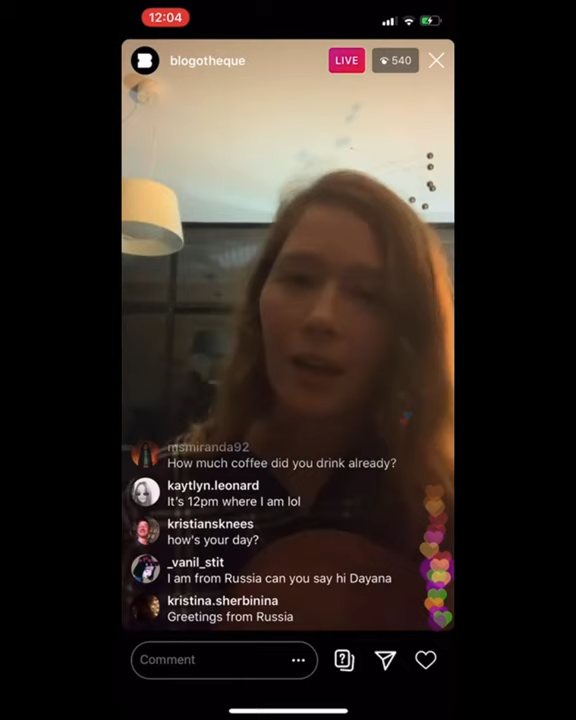 12:04
blogotheque
LIVE
540
msmiranda92
How much coffee did you drink already?
kaytlyn.leonard
It's 12pm where I am lol
kristiansknees
how's your day?
_vanil_stit
I am from Russia can you say hi Dayana
kristina.sherbinina
Greetings from Russia
Comment